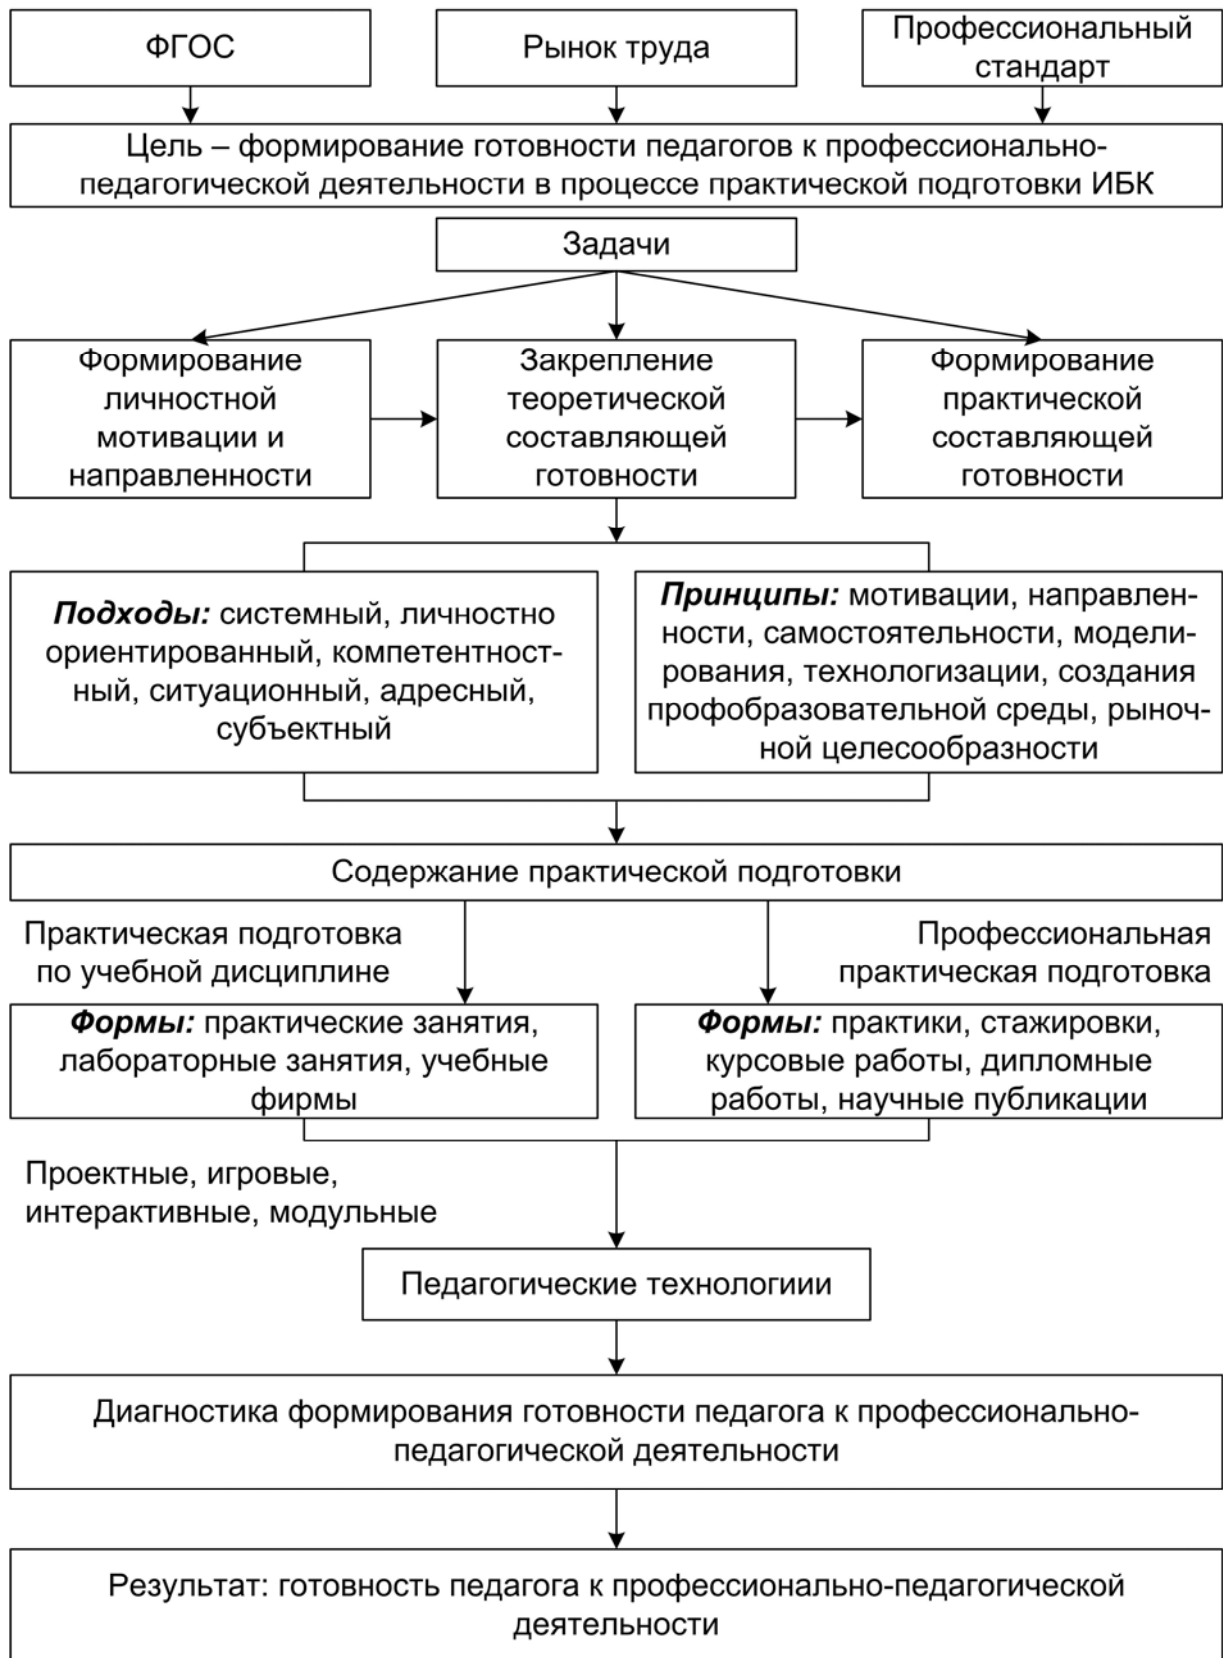 ФГОС
Рынок труда
Профессиональный
стандарт
Цель – формирование готовности педагогов к профессионально-
педагогической деятельности в процессе практической подготовки ИБК
Задачи
Формирование
личностной
мотивации и
направленности
Закрепление
теоретической
составляющей
готовности
Формирование
практической
составляющей
готовности
Подходы: системный, личностно
ориентированный, компетентност-
ный, ситуационный, адресный,
субъектный
Принципы: мотивации, направлен-
ности, самостоятельности, модели-
рования, технологизации, создания
профобразовательной среды, рыноч-
ной целесообразности
Содержание практической подготовки
Практическая подготовка
по учебной дисциплине
Профессиональная
практическая подготовка
Формы: практические занятия,
лабораторные занятия, учебные
фирмы
Формы: практики, стажировки,
курсовые работы, дипломные
работы, научные публикации
Проектные, игровые,
интерактивные, модульные
Педагогические технологиии
Диагностика формирования готовности педагога к профессионально-
педагогической деятельности
Результат: готовность педагога к профессионально-педагогической
деятельности